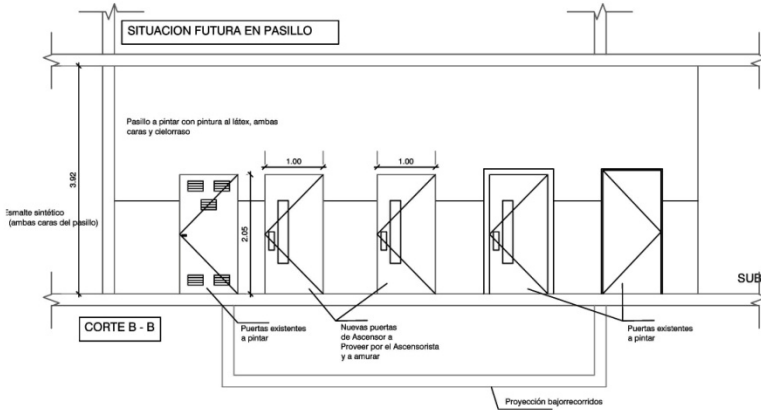 SITUACION FUTURA EN PASILLO
Pasillo a pintar con pintura al látex, ambas
caras y cielorraso
1.00
1.00
3.92
2.05
Esmalte sintético
(ambas caras del pasillo)
SUB
CORTE B - B
Puertas existentes
a pintar
Nuevas puertas
de Ascensor a
Proveer por el Ascensorista
y a amurar
Puertas existentes
a pintar
Proyección bajorrecorridos